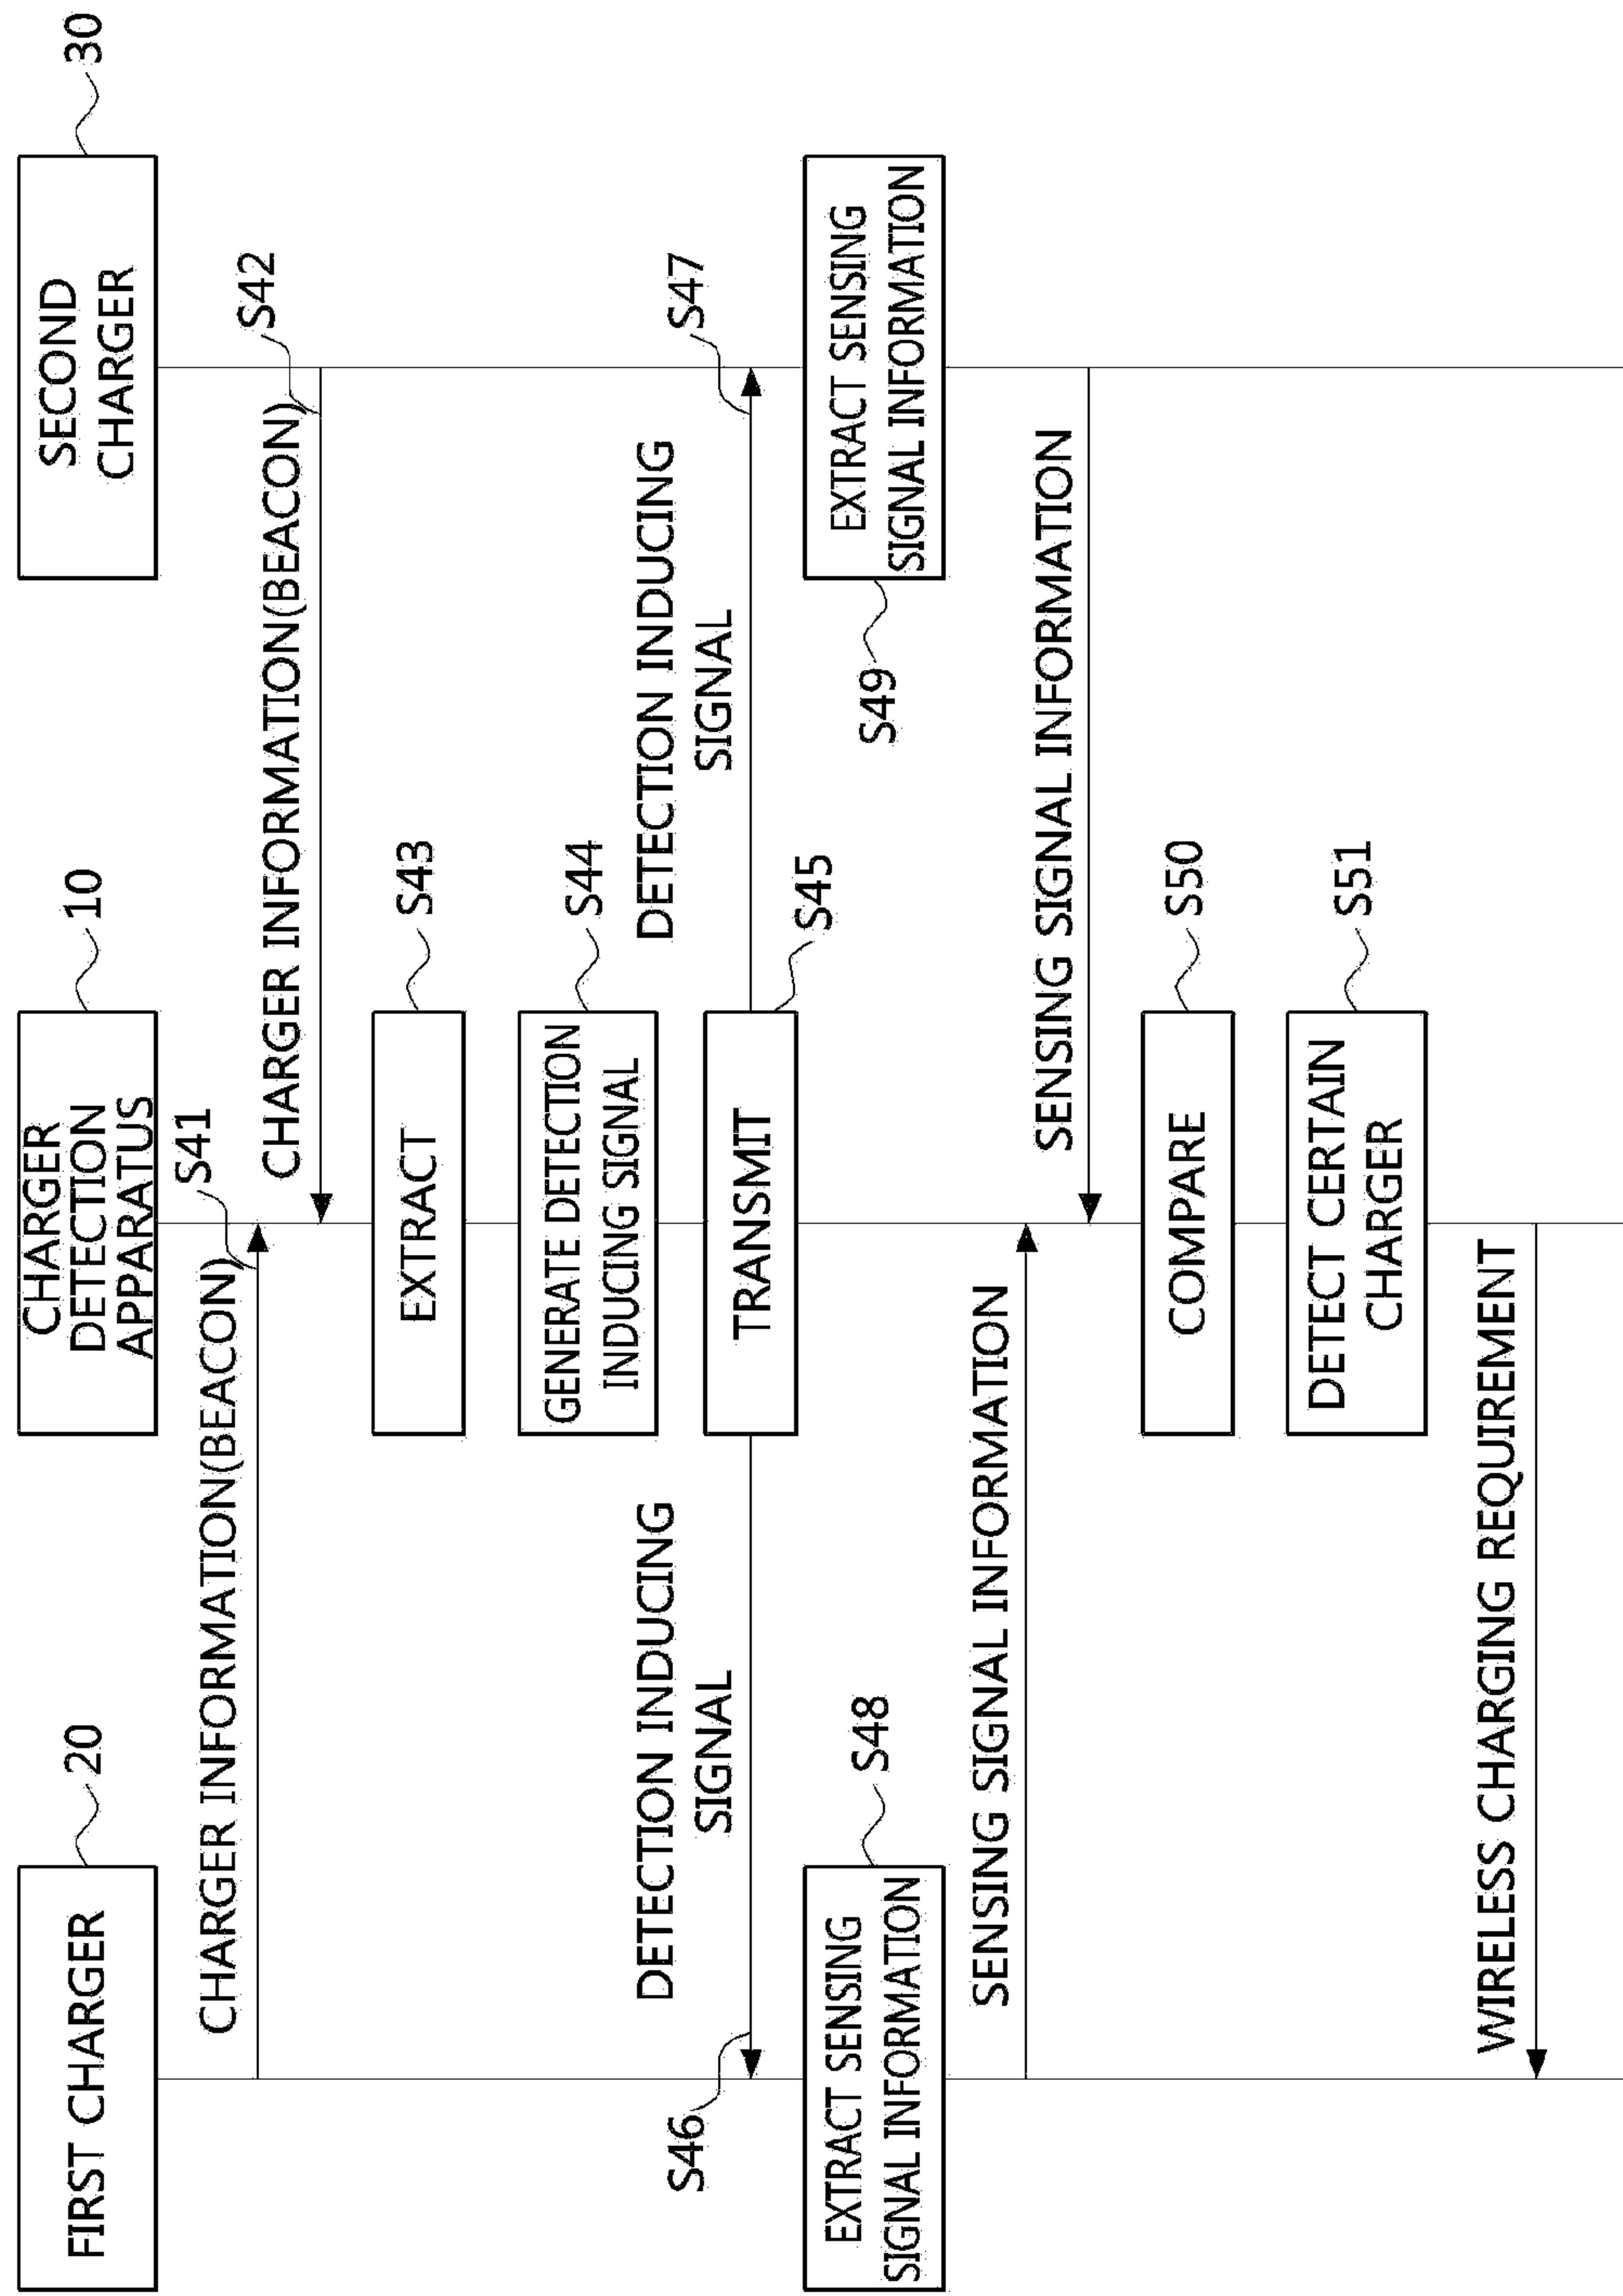 FIRST CHARGER
20
CHARGER
DETECTION
APPARATUS
10
SECOND
CHARGER
30
S41
CHARGER INFORMATION(BEACON)
S42
CHARGER INFORMATION(BEACON)
EXTRACT
S43
GENERATE DETECTION
INDUCING SIGNAL
S44
DETECTION INDUCING
SIGNAL
S46
TRANSMIT
S45
DETECTION INDUCING
SIGNAL
S47
EXTRACT SENSING
SIGNAL INFORMATION
S48
S49
EXTRACT SENSING
SIGNAL INFORMATION
SENSING SIGNAL INFORMATION
SENSING SIGNAL INFORMATION
COMPARE
S50
DETECT CERTAIN
CHARGER
S51
WIRELESS CHARGING REQUIREMENT